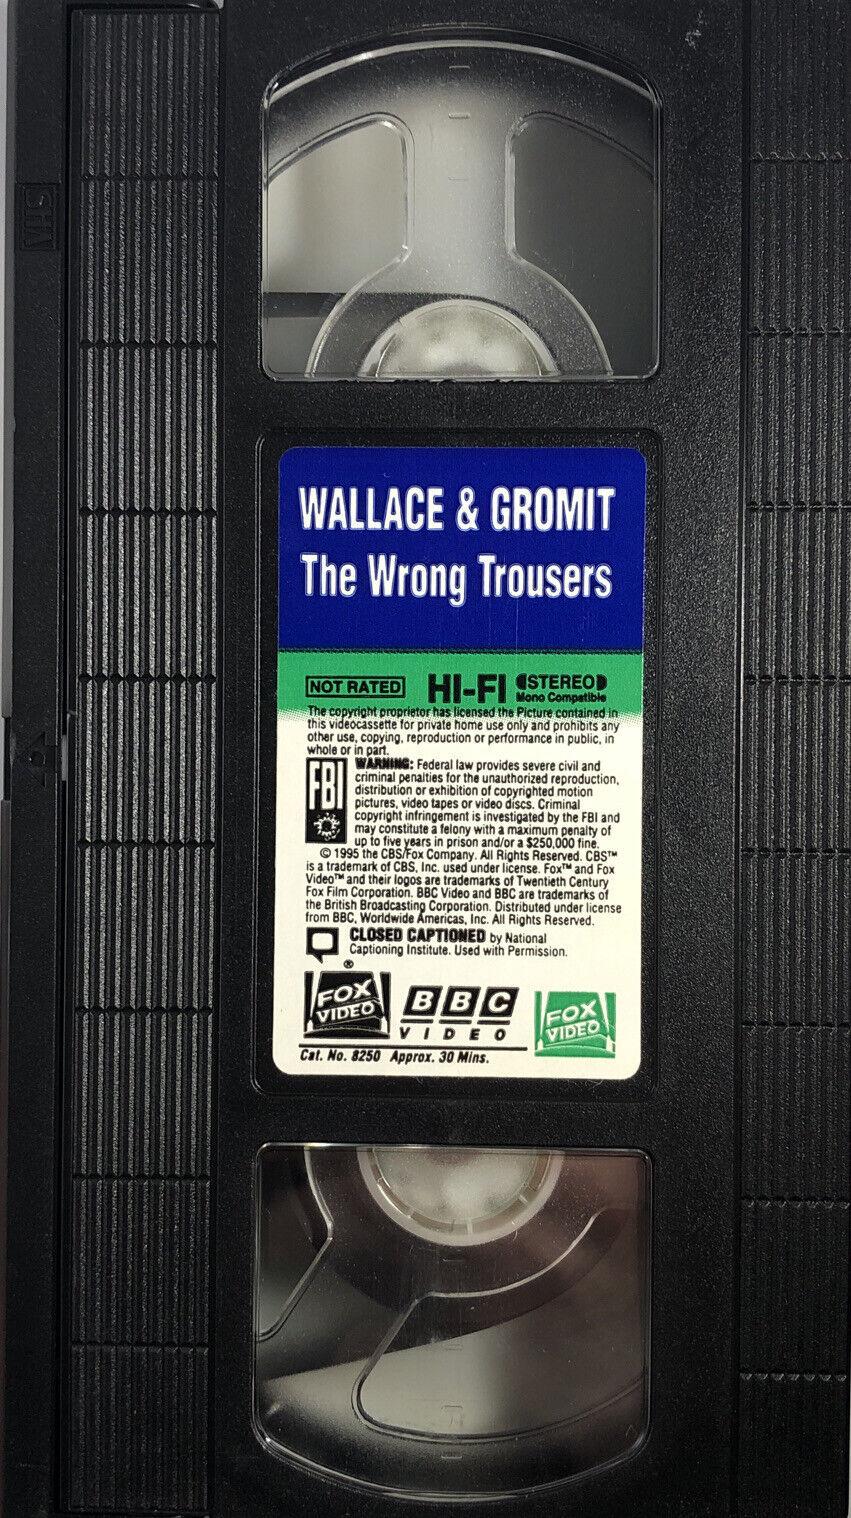 VHS
WALLACE & GROMIT
The Wrong Trousers
NOT RATED HI-FI STEREO
Mono Compatible
The copyright proprietor has licensed the Picture contained in
this videocassette for private home use only and prohibits any
other use, copying, reproduction or performance in public, in
whole or in part.
FBI
WARNING: Federal law provides severe civil and
criminal penalties for the unauthorized reproduction,
distribution or exhibition of copyrighted motion
pictures, video tapes or video discs. Criminal
copyright infringement is investigated by the FBI and
may constitute a felony with a maximum penalty of
up to five years in prison and/or a $250,000 fine.
© 1995 the CBS/Fox Company. All Rights Reserved. CBS™
is a trademark of CBS, Inc. used under license. Fox™ and Fox
Video™ and their logos are trademarks of Twentieth Century
Fox Film Corporation. BBC Video and BBC are trademarks of
the British Broadcasting Corporation. Distributed under license
from BBC, Worldwide Americas, Inc. All Rights Reserved.
CLOSED CAPTIONED by National
Captioning Institute. Used with Permission.
®
FOX
VIDEO
BBC
VIDEO
FOX
VIDEO
Cat. No. 8250 Approx. 30 Mins.